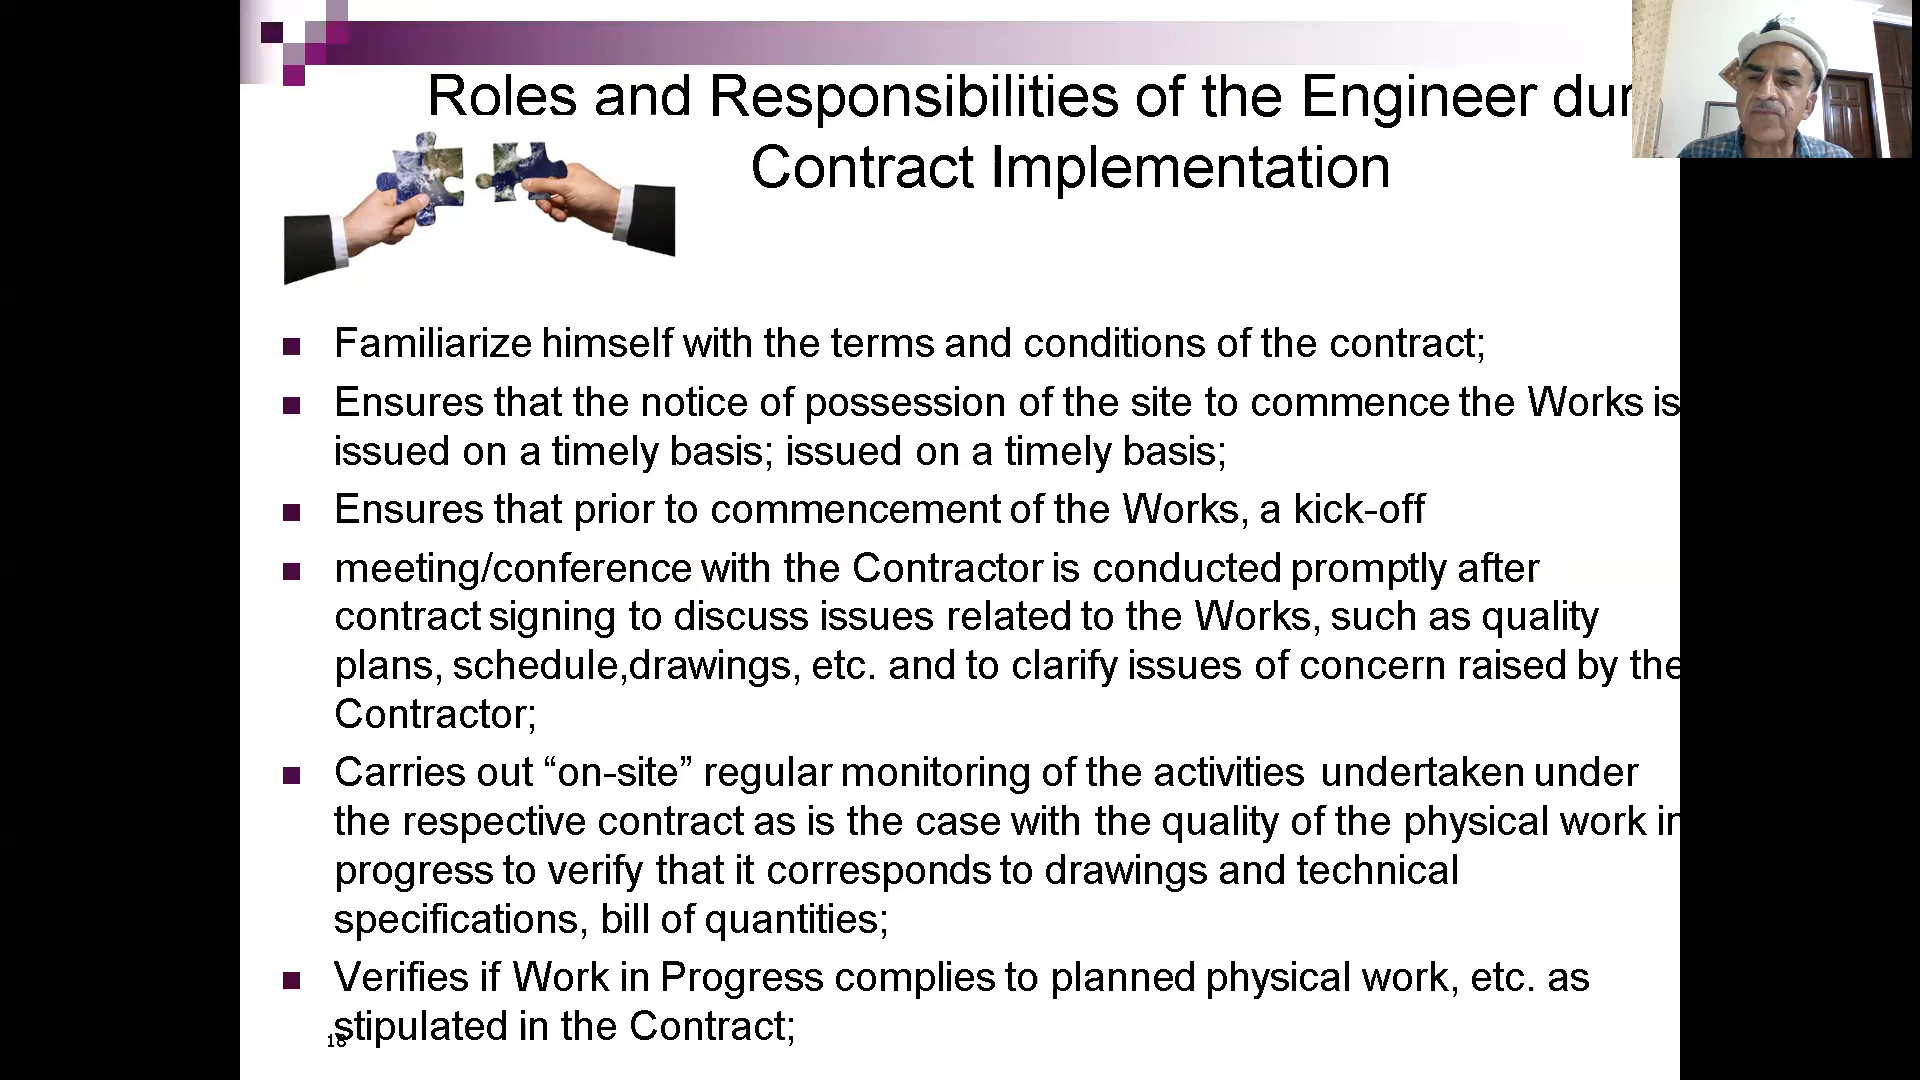 Roles and Responsibilities of the Engineer dur
Contract Implementation
Familiarize himself with the terms and conditions of the contract;
Ensures that the notice of possession of the site to commence the Works is
issued on a timely basis; issued on a timely basis;
Ensures that prior to commencement of the Works, a kick-off
meeting/conference with the Contractor is conducted promptly after
contract signing to discuss issues related to the Works, such as quality
plans, schedule,drawings, etc. and to clarify issues of concern raised by the
Contractor;
Carries out “on-site” regular monitoring of the activities undertaken under
the respective contract as is the case with the quality of the physical work in
progress to verify that it corresponds to drawings and technical
specifications, bill of quantities;
Verifies if Work in Progress complies to planned physical work, etc. as
stipulated in the Contract;